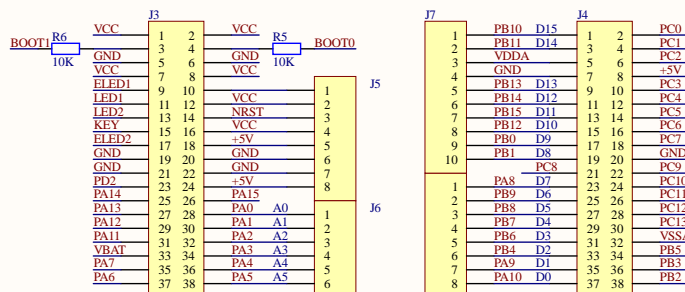 J3 J7 J4
VCC 1 2 VCC 1 PB10 D15 1 2 PC0
BOOT1 R6 10K 3 4 R5 10K BOOT0 2 PB11 D14 3 4 PC1
GND 5 6 GND 3 VDDA 5 6 PC2
VCC 7 8 VCC J5 4 GND 7 8 +5V
ELED1 9 10 1 5 PB13 D13 9 10 PC3
LED1 11 12 VCC 2 6 PB14 D12 11 12 PC4
LED2 13 14 NRST 3 7 PB15 D11 13 14 PC5
KEY 15 16 VCC 4 8 PB12 D10 15 16 PC6
ELED2 17 18 +5V 5 9 PB0 D9 17 18 PC7
GND 19 20 GND 6 10 PB1 D8 19 20 GND
GND 21 22 GND 7 PC8 21 22 PC9
PD2 23 24 +5V 8 1 PA8 D7 23 24 PC10
PA14 25 26 PA15 2 PB9 D6 25 26 PC11
PA13 27 28 PA0 A0 1 J6 3 PB8 D5 27 28 PC12
PA12 29 30 PA1 A1 2 4 PB7 D4 29 30 PC13
PA11 31 32 PA2 A2 3 5 PB6 D3 31 32 VSSA
VBAT 33 34 PA3 A3 4 6 PB4 D2 33 34 PB5
PA7 35 36 PA4 A4 5 7 PA9 D1 35 36 PB3
PA6 37 38 PA5 A5 6 8 PA10 D0 37 38 PB2